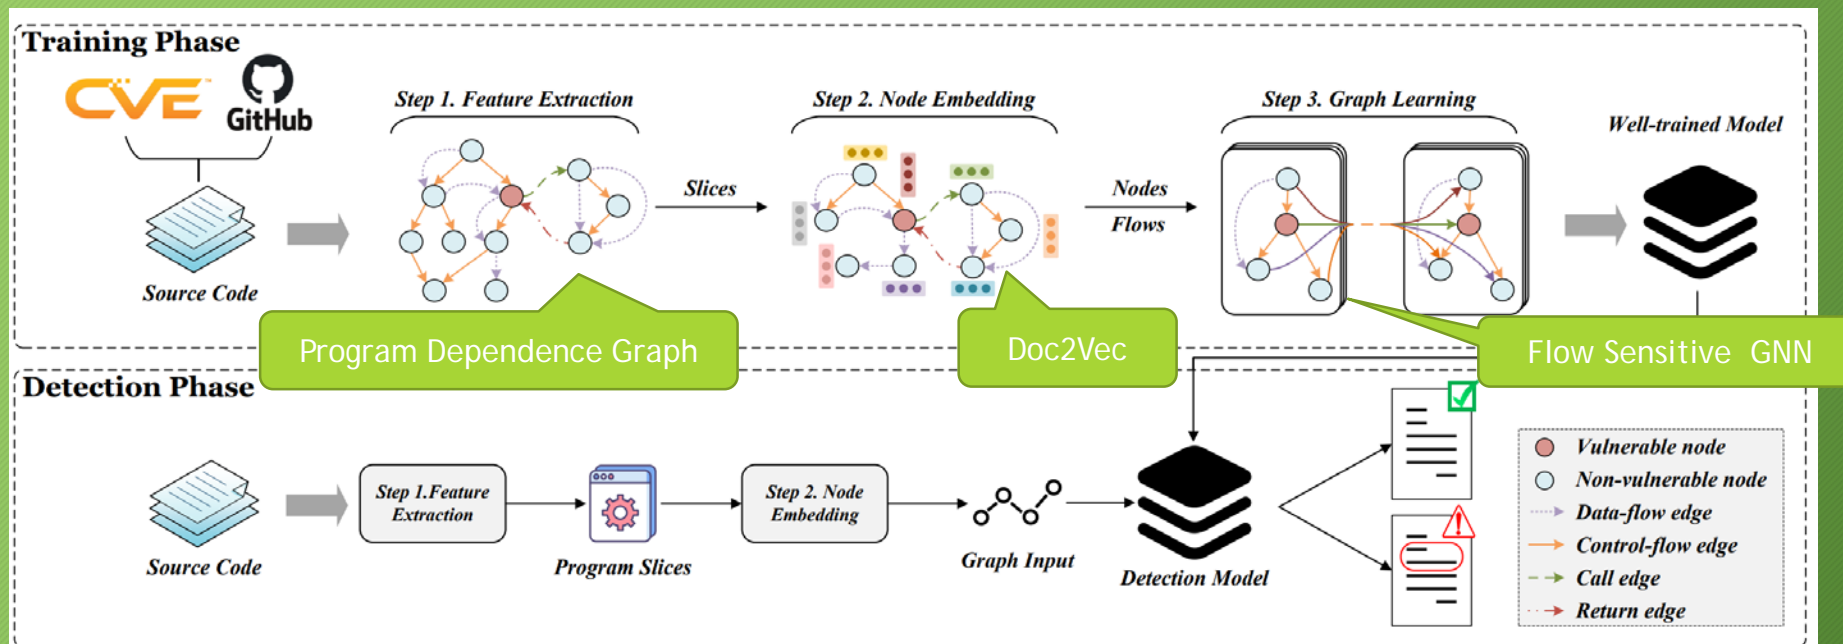 Training Phase
CVE
GitHub
Step 1. Feature Extraction
Step 2. Node Embedding
Step 3. Graph Learning
Well-trained Model
Slices
Nodes
Flows
Source Code
Program Dependence Graph
Doc2Vec
Flow Sensitive GNN
Detection Phase
Step 1.Feature
Extraction
Step 2. Node
Embedding
Source Code
Program Slices
Graph Input
Detection Model
Vulnerable node
Non-vulnerable node
Data-flow edge
Control-flow edge
Call edge
Return edge